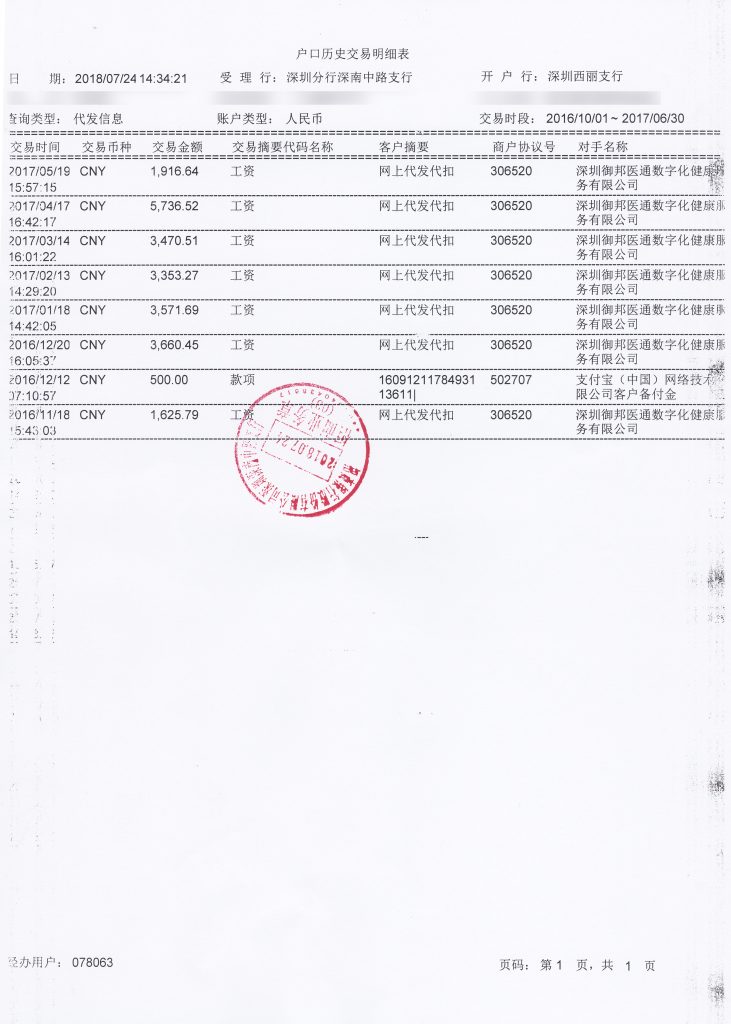 户口历史交易明细表
日 期：2018/07/24 14:34:21 受 理 行：深圳分行深南中路支行 开 户 行：深圳西丽支行
查询类型：代发信息 账户类型：人民币 交易时段：2016/10/01 ~ 2017/06/30
交易时间 交易币种 交易金额 交易摘要代码名称 客户摘要 商户协议号 对手名称
2017/05/19 CNY 1,916.64 工资 网上代发代扣 306520 深圳御邦医通数字化健康服
15:57:15 务有限公司
2017/04/17 CNY 5,736.52 工资 网上代发代扣 306520 深圳御邦医通数字化健康服
16:42:17 务有限公司
2017/03/14 CNY 3,470.51 工资 网上代发代扣 306520 深圳御邦医通数字化健康服
16:01:22 务有限公司
2017/02/13 CNY 3,353.27 工资 网上代发代扣 306520 深圳御邦医通数字化健康服
14:29:20 务有限公司
2017/01/18 CNY 3,571.69 工资 网上代发代扣 306520 深圳御邦医通数字化健康服
14:42:05 务有限公司
2016/12/20 CNY 3,660.45 工资 网上代发代扣 306520 深圳御邦医通数字化健康服
16:05:37 务有限公司
2016/12/12 CNY 500.00 款项 16091211784931 502707 支付宝（中国）网络技术
07:10:57 13611| 限公司客户备付金
2016/11/18 CNY 1,625.79 工资 网上代发代扣 306520 深圳御邦医通数字化健康服
15:43:03 务有限公司
2018.07.24
经办用户：078063 页码：第 1 页，共 1 页